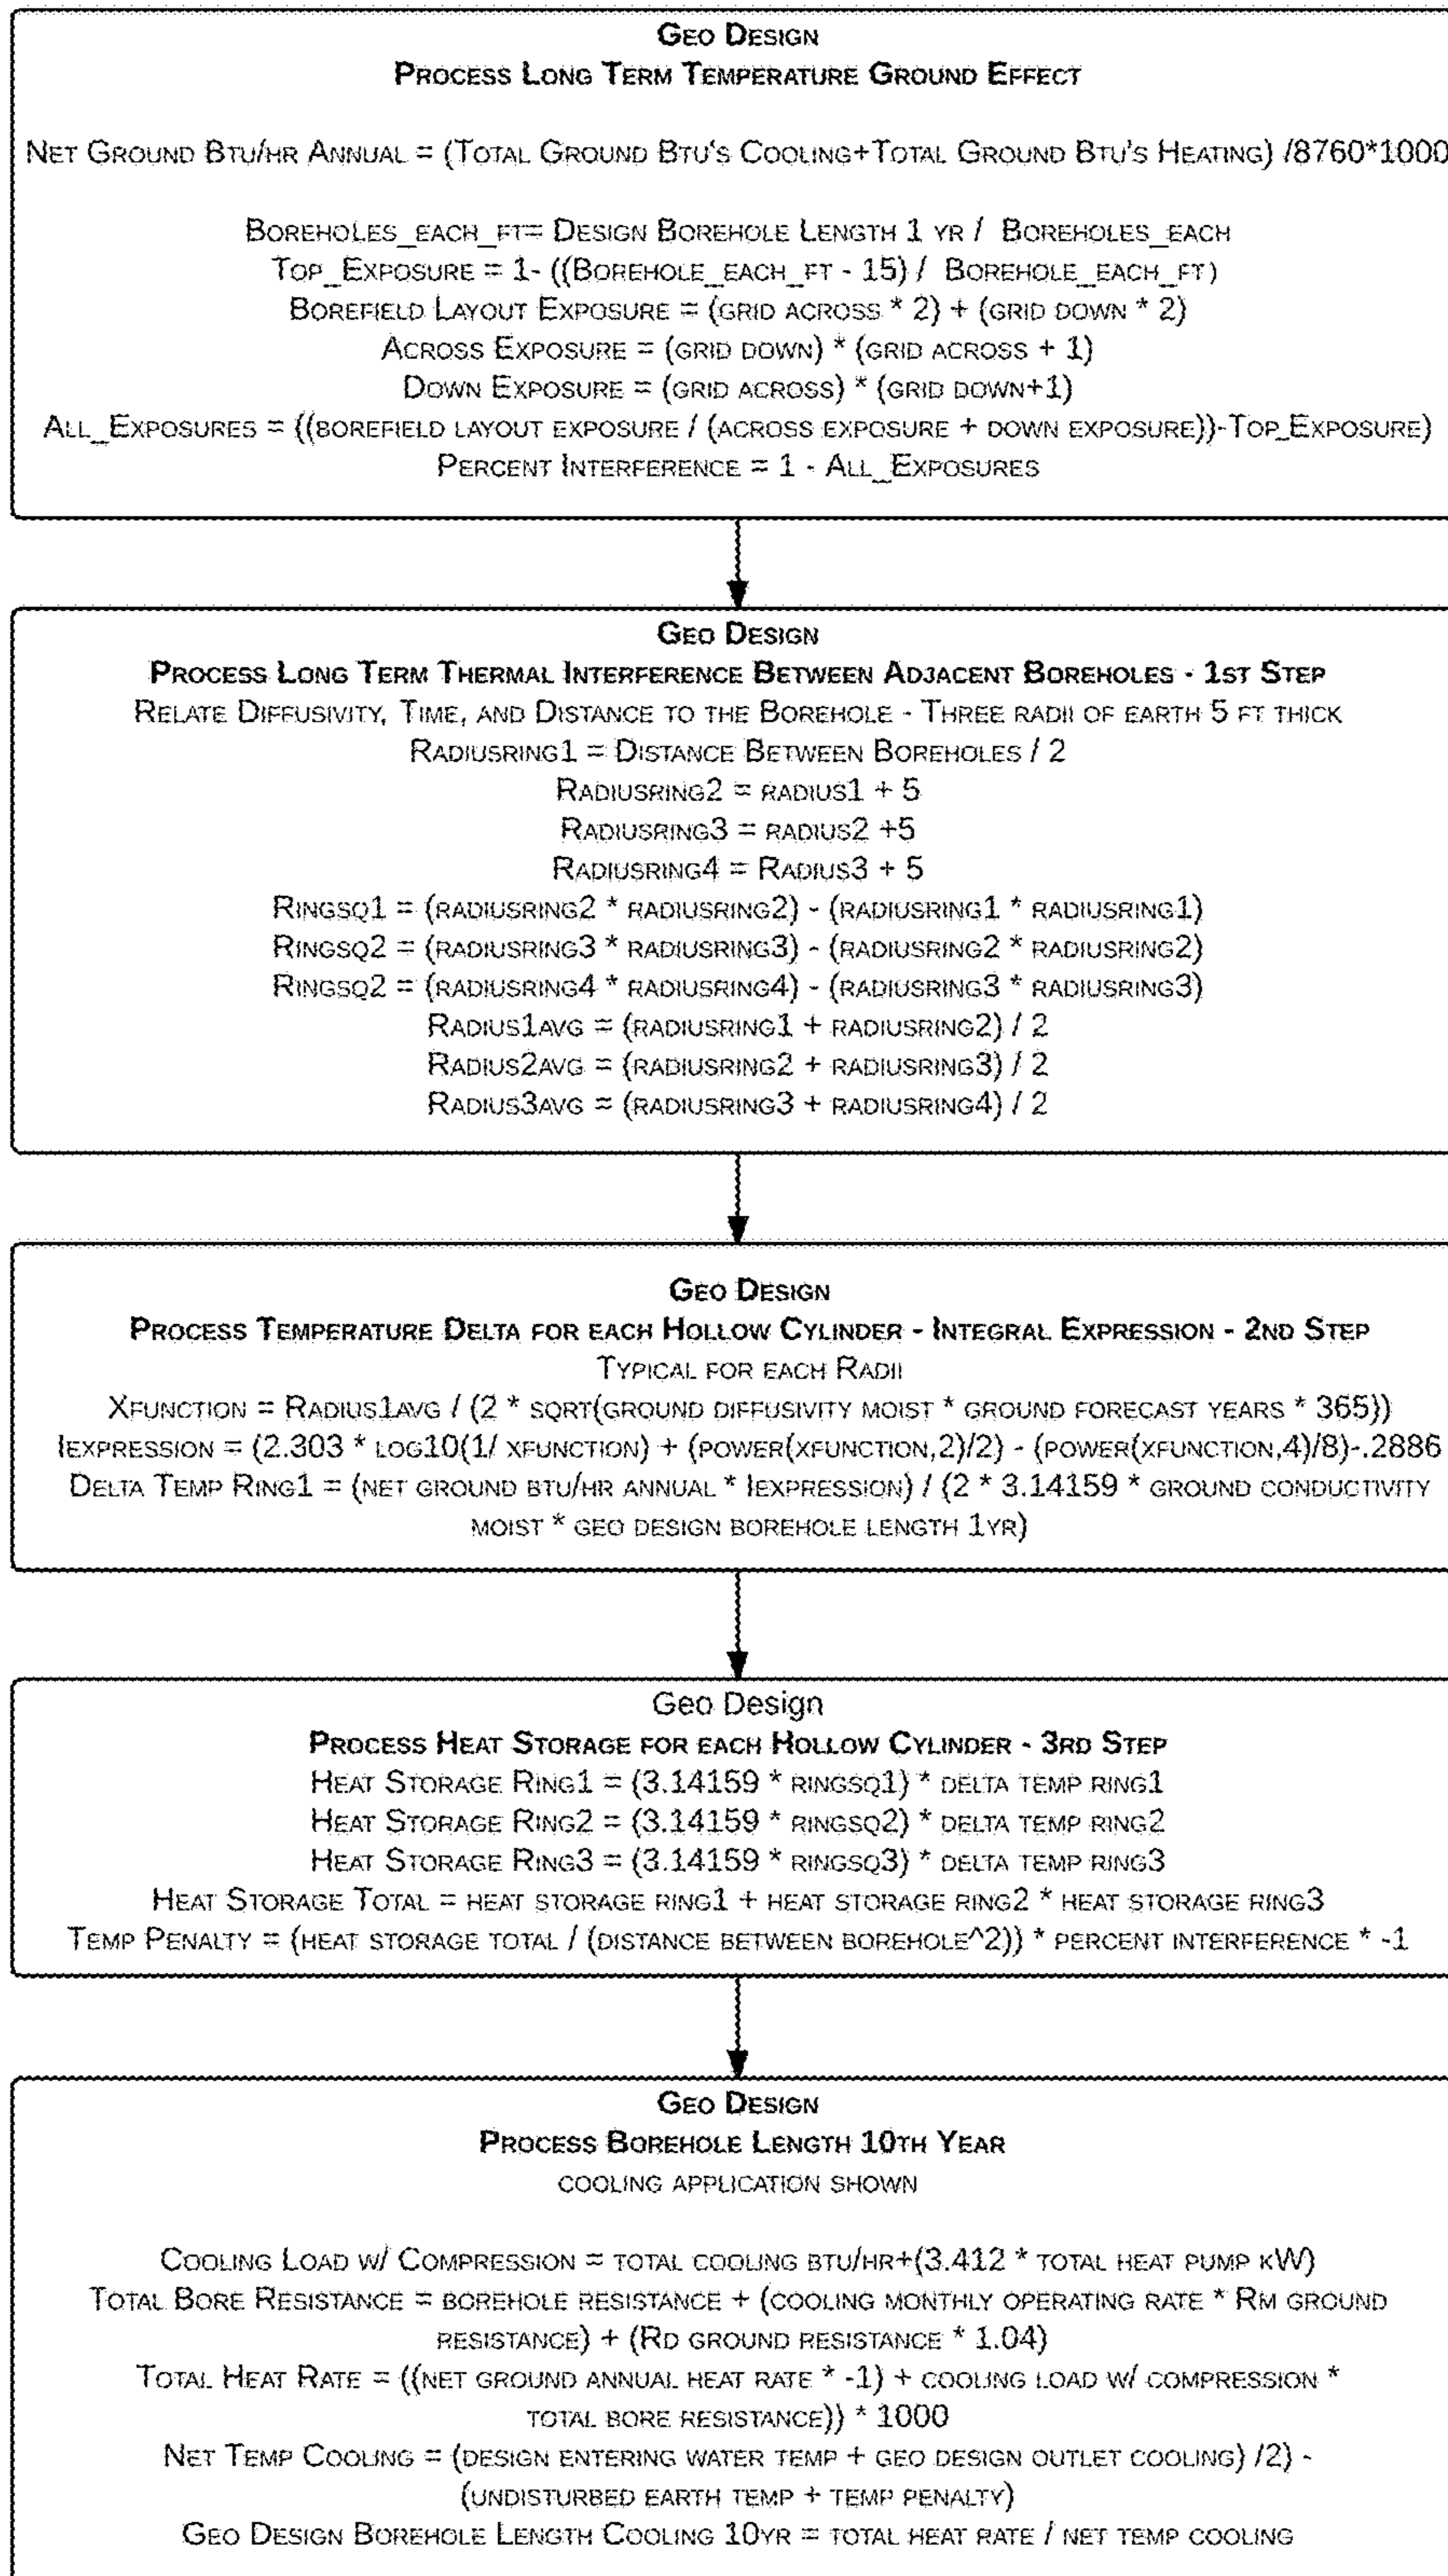 Geo Design
Process Long Term Temperature Ground Effect
Net Ground Btu/hr Annual = (Total Ground Btu's Cooling+Total Ground Btu's Heating) /8760*1000
Boreholes_each_ft= Design Borehole Length 1 yr / Boreholes_each
Top_Exposure = 1- ((Borehole_each_ft - 15) / Borehole_each_ft)
Borefield Layout Exposure = (grid across * 2) + (grid down * 2)
Across Exposure = (grid down) * (grid across + 1)
Down Exposure = (grid across) * (grid down+1)
All_Exposures = ((borefield layout exposure / (across exposure + down exposure))-Top_Exposure)
Percent Interference = 1 - All_Exposures
Geo Design
Process Long Term Thermal Interference Between Adjacent Boreholes - 1st Step
Relate Diffusivity, Time, and Distance to the Borehole - Three radii of earth 5 ft thick
Radiusring1 = Distance Between Boreholes / 2
Radiusring2 = radius1 + 5
Radiusring3 = radius2 +5
Radiusring4 = Radius3 + 5
Ringsq1 = (radiusring2 * radiusring2) - (radiusring1 * radiusring1)
Ringsq2 = (radiusring3 * radiusring3) - (radiusring2 * radiusring2)
Ringsq2 = (radiusring4 * radiusring4) - (radiusring3 * radiusring3)
Radius1avg = (radiusring1 + radiusring2) / 2
Radius2avg = (radiusring2 + radiusring3) / 2
Radius3avg = (radiusring3 + radiusring4) / 2
Geo Design
Process Temperature Delta for each Hollow Cylinder - Integral Expression - 2nd Step
Typical for each Radii
Xfunction = Radius1avg / (2 * sqrt(ground diffusivity moist * ground forecast years * 365))
Iexpression = (2.303 * log10(1/ xfunction) + (power(xfunction,2)/2) - (power(xfunction,4)/8)-.2886
Delta Temp Ring1 = (net ground btu/hr annual * Iexpression) / (2 * 3.14159 * ground conductivity
moist * geo design borehole length 1yr)
Geo Design
Process Heat Storage for each Hollow Cylinder - 3rd Step
Heat Storage Ring1 = (3.14159 * ringsq1) * delta temp ring1
Heat Storage Ring2 = (3.14159 * ringsq2) * delta temp ring2
Heat Storage Ring3 = (3.14159 * ringsq3) * delta temp ring3
Heat Storage Total = heat storage ring1 + heat storage ring2 * heat storage ring3
Temp Penalty = (heat storage total / (distance between borehole^2)) * percent interference * -1
Geo Design
Process Borehole Length 10th Year
cooling application shown
Cooling Load w/ Compression = total cooling btu/hr+(3.412 * total heat pump kW)
Total Bore Resistance = borehole resistance + (cooling monthly operating rate * Rm ground
resistance) + (Rd ground resistance * 1.04)
Total Heat Rate = ((net ground annual heat rate * -1) + cooling load w/ compression *
total bore resistance)) * 1000
Net Temp Cooling = (design entering water temp + geo design outlet cooling) /2) -
(undisturbed earth temp + temp penalty)
Geo Design Borehole Length Cooling 10yr = total heat rate / net temp cooling